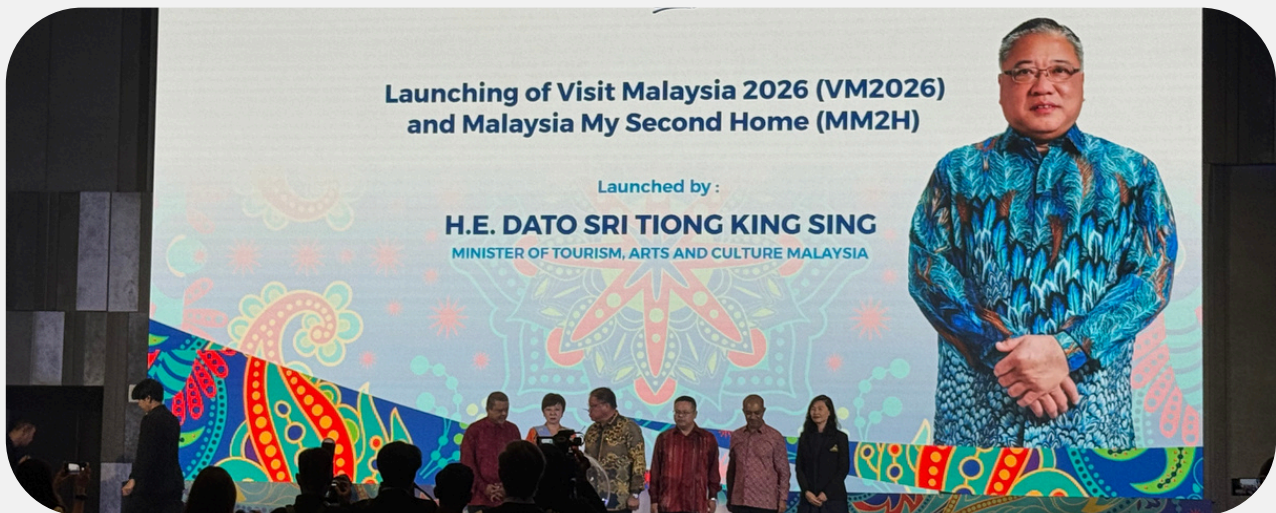 Launching of Visit Malaysia 2026 (VM2026)
and Malaysia My Second Home (MM2H)
Launched by :
H.E. DATO SRI TIONG KING SING
MINISTER OF TOURISM, ARTS AND CULTURE MALAYSIA